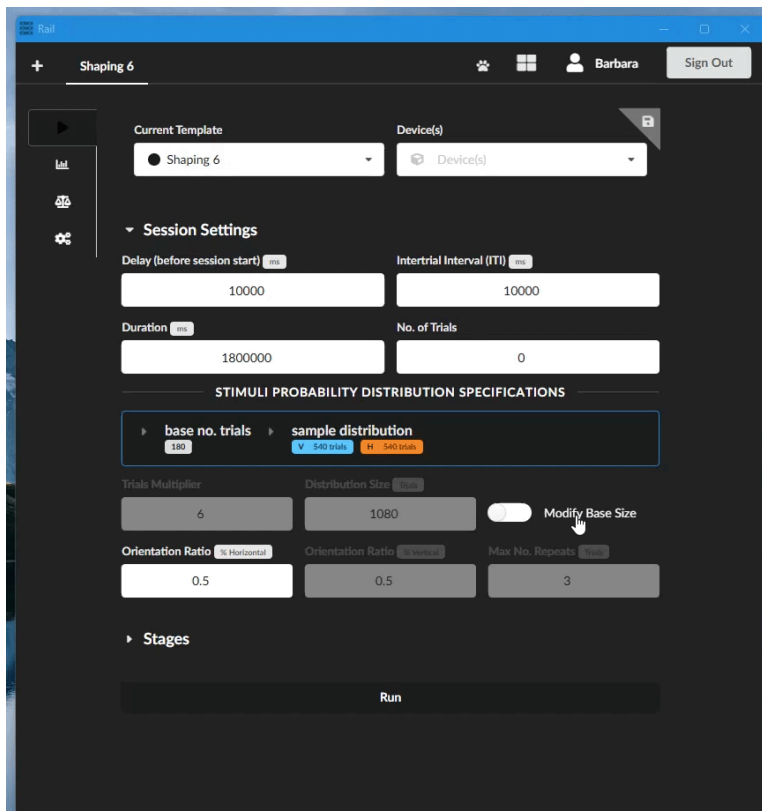 Rail
+ Shaping 6 Barbara Sign Out
Current Template Device(s)
Shaping 6 Device(s)
Session Settings
Delay (before session start) ms Intertrial Interval (ITI) ms
10000 10000
Duration ms No. of Trials
1800000 0
STIMULI PROBABILITY DISTRIBUTION SPECIFICATIONS
base no. trials sample distribution
180 V 540 trials H 540 trials
Trials Multiplier Distribution Size Trials
6 1080 Modify Base Size
Orientation Ratio % Horizontal Orientation Ratio % Vertical Max No. Repeats Trials
0.5 0.5 3
Stages
Run